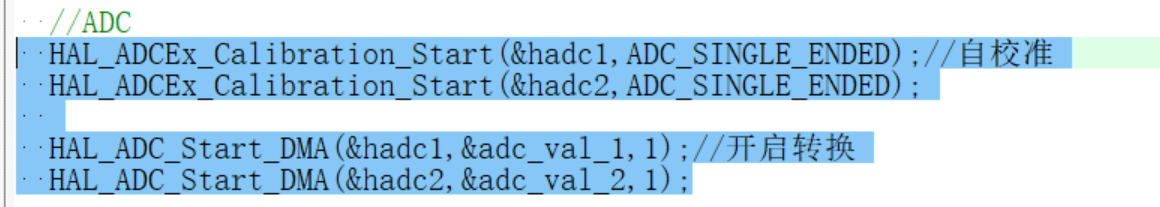 //ADC
HAL_ADCEx_Calibration_Start(&hadc1,ADC_SINGLE_ENDED);//自校准
HAL_ADCEx_Calibration_Start(&hadc2,ADC_SINGLE_ENDED);
HAL_ADC_Start_DMA(&hadc1,&adc_val_1,1);//开启转换
HAL_ADC_Start_DMA(&hadc2,&adc_val_2,1);